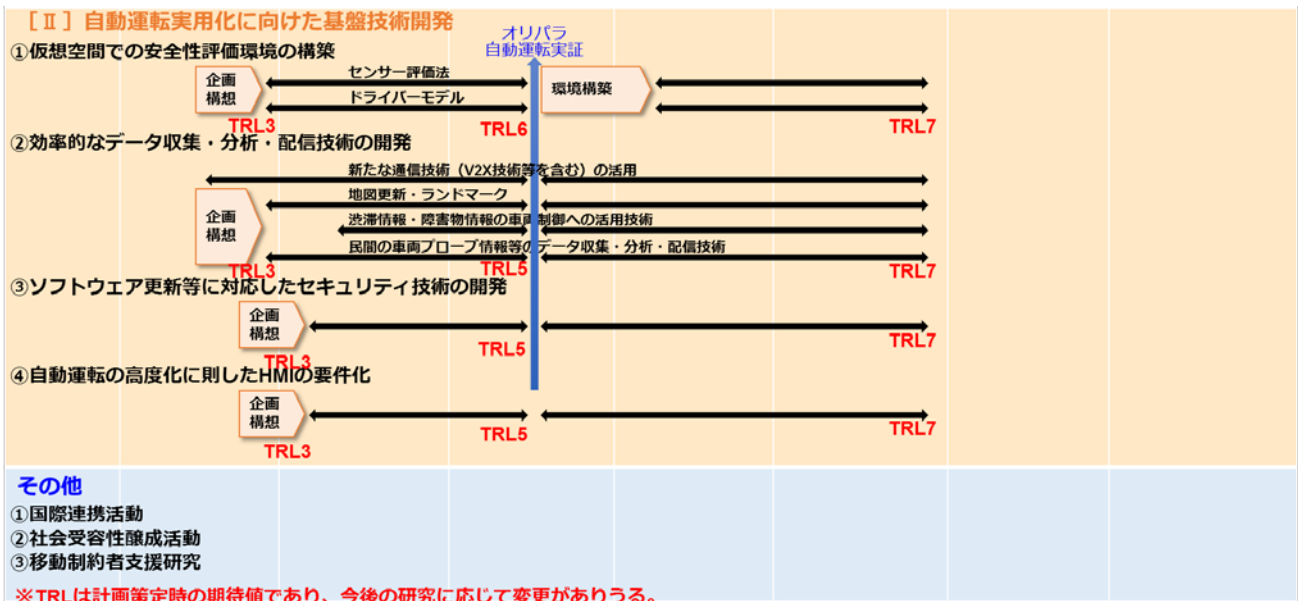 ［Ⅱ］自動運転実用化に向けた基盤技術開発
オリパラ
自動運転実証
①仮想空間での安全性評価環境の構築
企画
構想
センサー評価法
ドライバーモデル
環境構築
TRL3
TRL6
TRL7
②効率的なデータ収集・分析・配信技術の開発
新たな通信技術（V2X技術等を含む）の活用
企画
構想
地図更新・ランドマーク
渋滞情報・障害物情報の車両制御への活用技術
民間の車両プローブ情報等のデータ収集・分析・配信技術
TRL3
TRL5
TRL7
③ソフトウェア更新等に対応したセキュリティ技術の開発
企画
構想
TRL3
TRL5
TRL7
④自動運転の高度化に則したHMIの要件化
企画
構想
TRL3
TRL5
TRL7
その他
①国際連携活動
②社会受容性醸成活動
③移動制約者支援研究
※TRLは計画策定時の期待値であり、今後の研究に応じて変更がありうる。